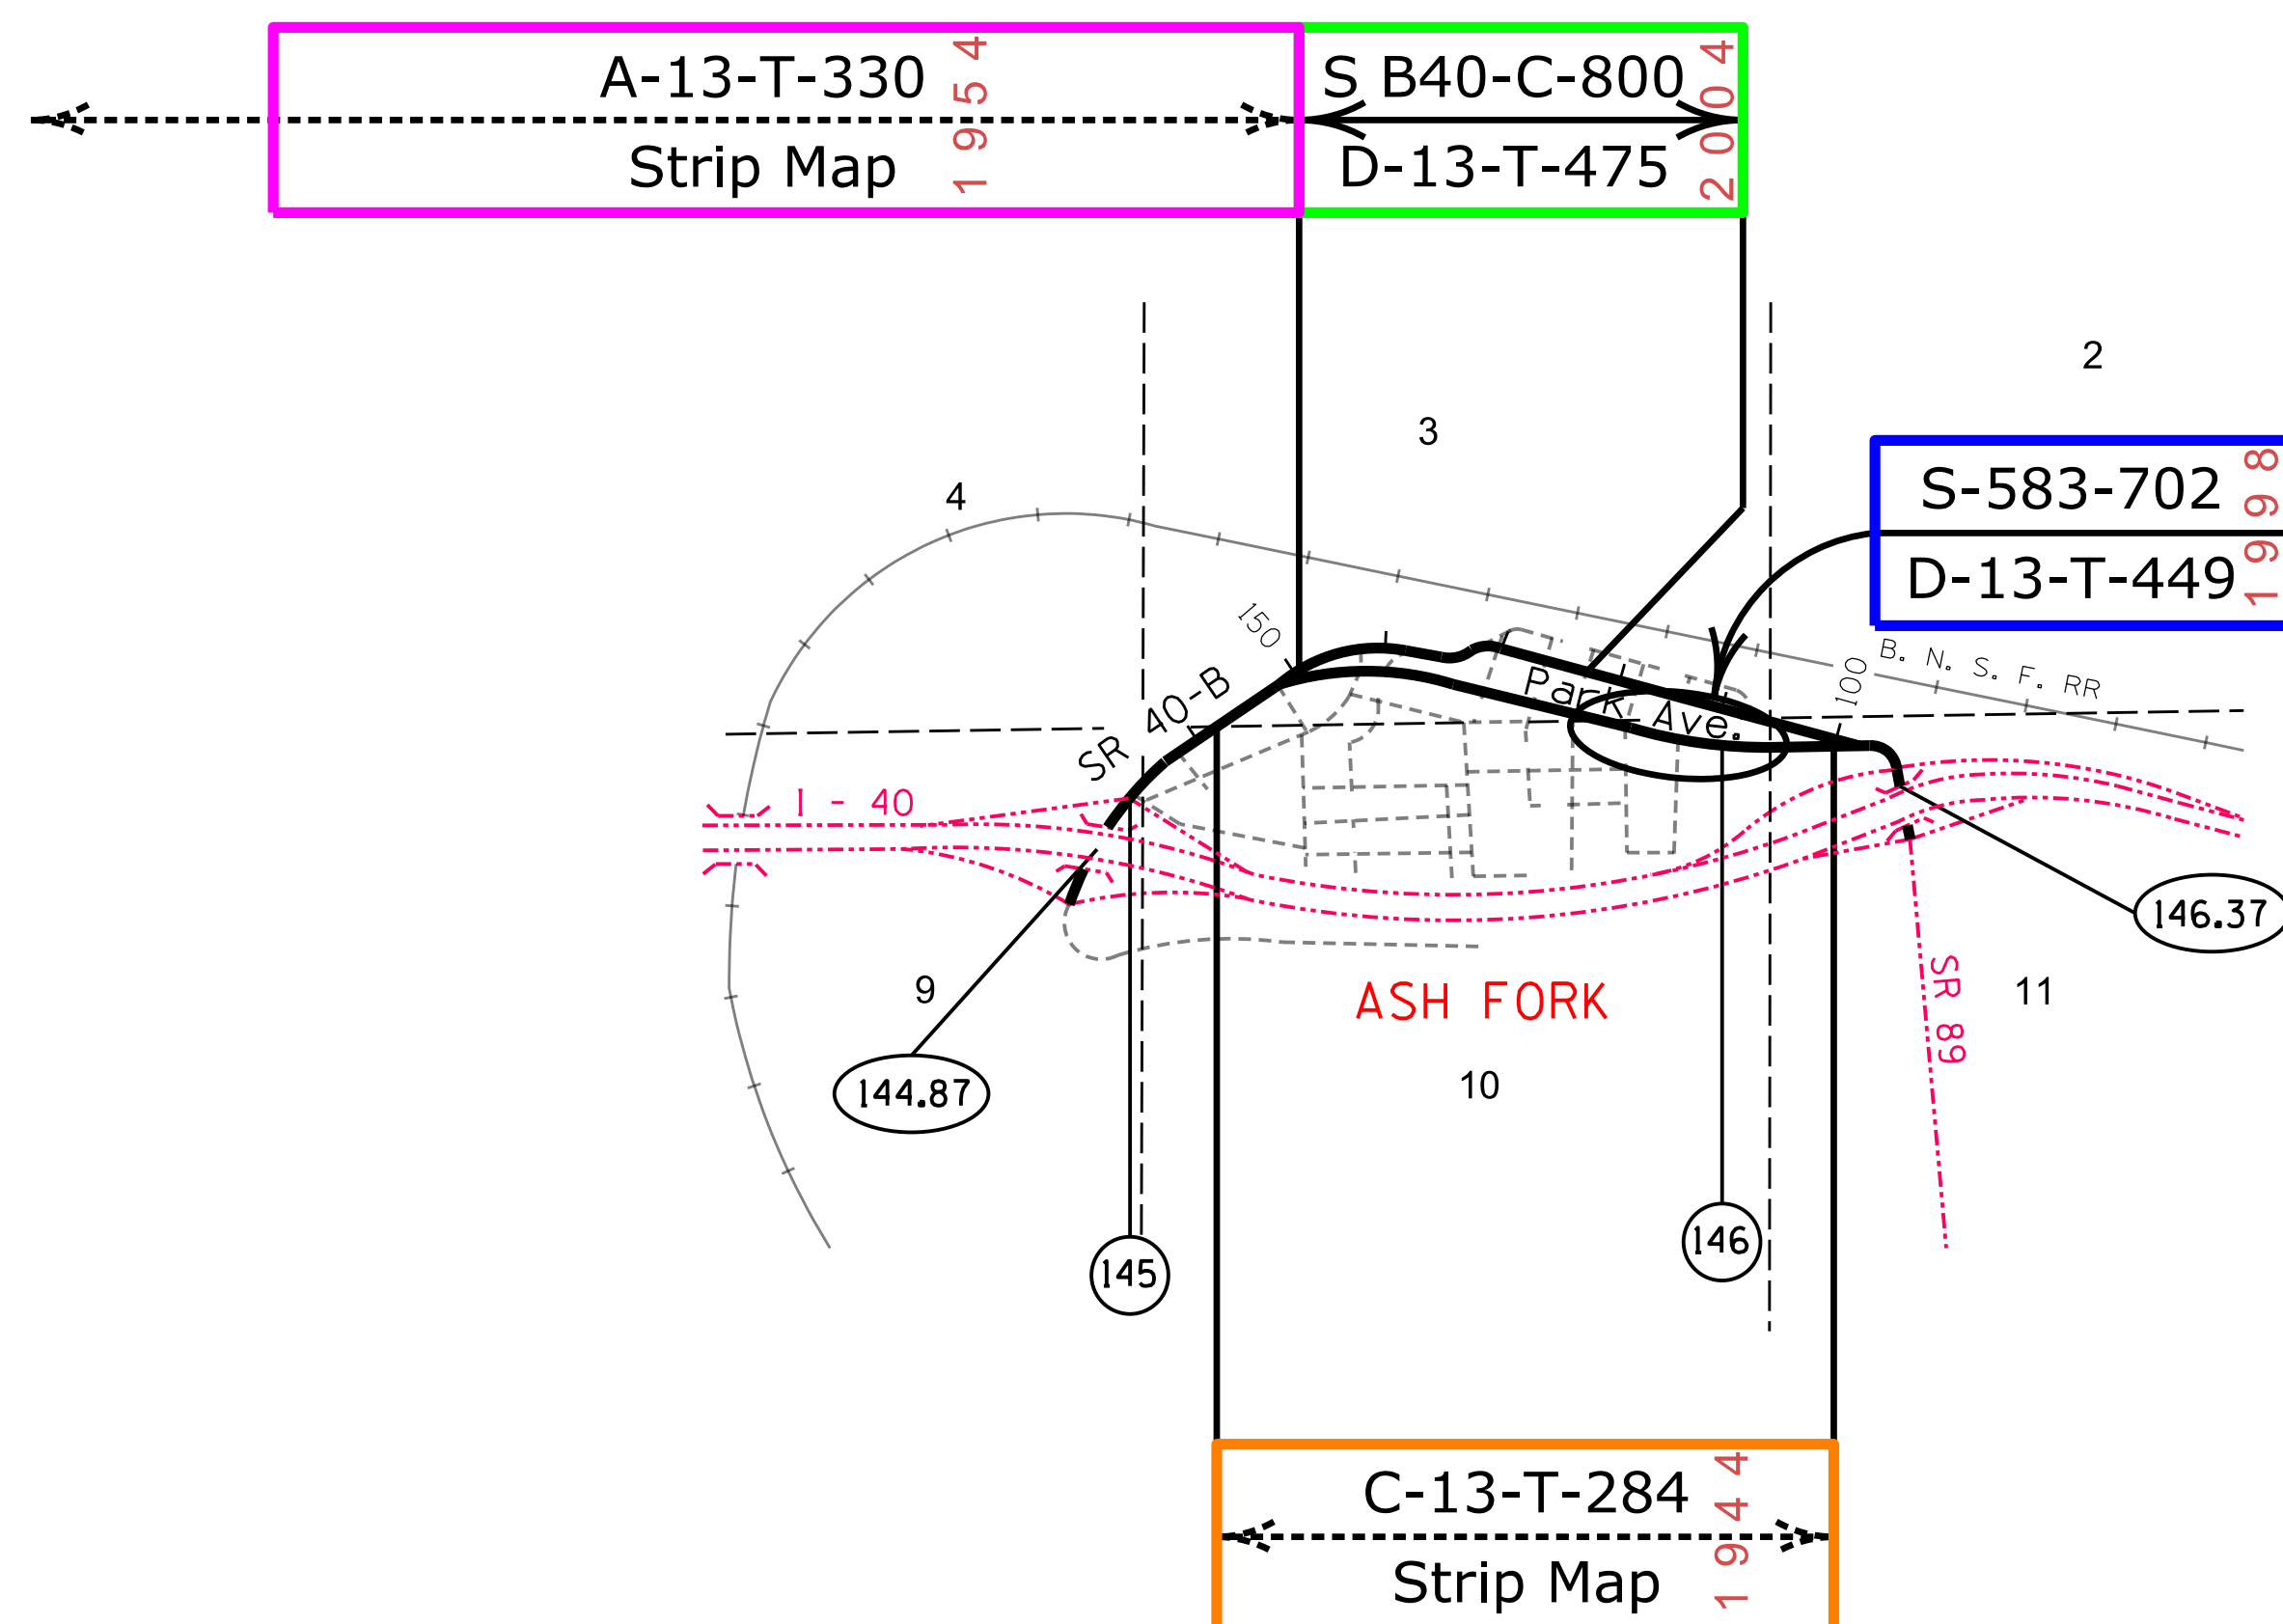 A-13-T-330
Strip Map
1954
S B40-C-800
D-13-T-475
2004
2
3
4
S-583-702
D-13-T-449
1998
150
100
B. N. S. F. RR
SR 40-B
Park Ave.
I - 40
146.37
SR 89
9
11
ASH FORK
10
144.87
145
146
C-13-T-284
Strip Map
1944